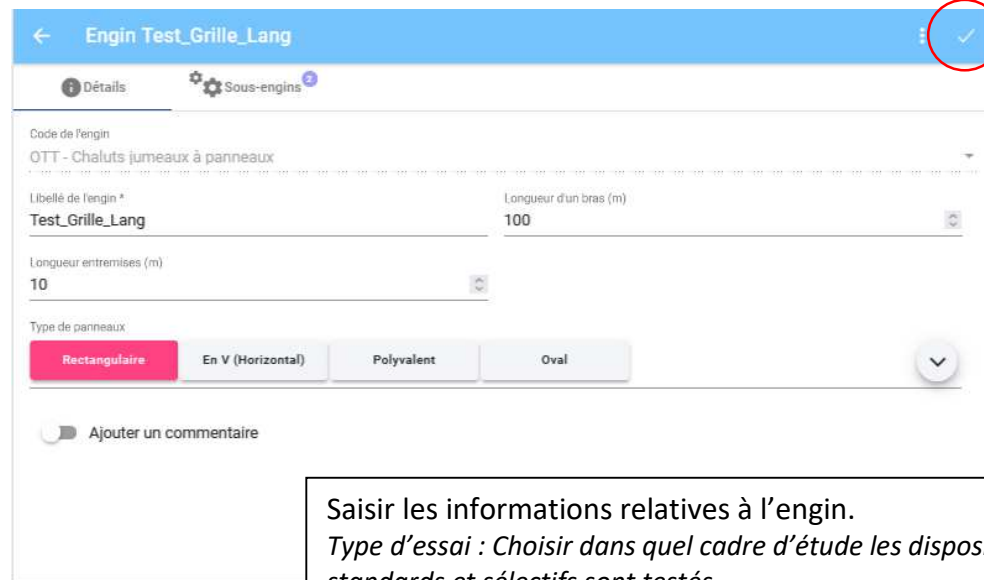 Engin Test_Grille_Lang
Détails Sous-engins 2
Code de l'engin
OTT - Chaluts jumeaux à panneaux
Libellé de l'engin * Longueur d'un bras (m)
Test_Grille_Lang 100
Longueur entremises (m)
10
Type de panneaux
Rectangulaire En V (Horizontal) Polyvalent Oval
Ajouter un commentaire
Saisir les informations relatives à l'engin.
Type d'essai : Choisir dans quel cadre d'étude les dispos
standards et sélectifs sont testés